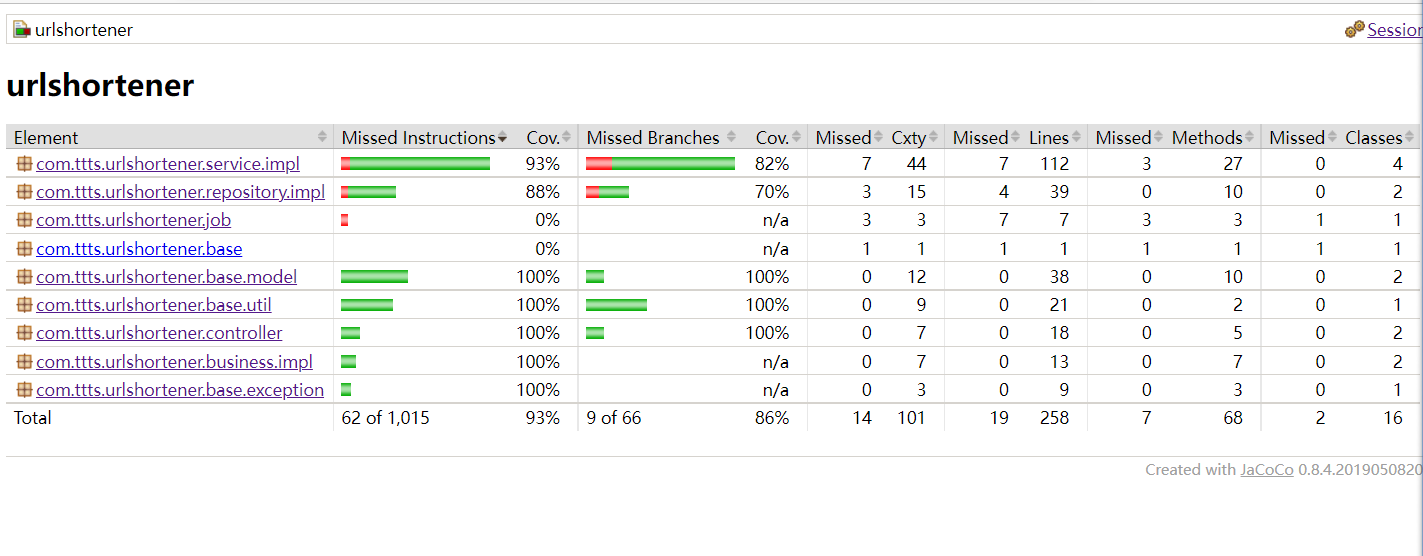 urlshortener Session
urlshortener
Element Missed Instructions Cov. Missed Branches Cov. Missed Cxty Missed Lines Missed Methods Missed Classes
com.ttts.urlshortener.service.impl 93% 82% 7 44 7 112 3 27 0 4
com.ttts.urlshortener.repository.impl 88% 70% 3 15 4 39 0 10 0 2
com.ttts.urlshortener.job 0% n/a 3 3 7 7 3 3 1 1
com.ttts.urlshortener.base 0% n/a 1 1 1 1 1 1 1 1
com.ttts.urlshortener.base.model 100% 100% 0 12 0 38 0 10 0 2
com.ttts.urlshortener.base.util 100% 100% 0 9 0 21 0 2 0 1
com.ttts.urlshortener.controller 100% 100% 0 7 0 18 0 5 0 2
com.ttts.urlshortener.business.impl 100% n/a 0 7 0 13 0 7 0 2
com.ttts.urlshortener.base.exception 100% n/a 0 3 0 9 0 3 0 1
Total 62 of 1,015 93% 9 of 66 86% 14 101 19 258 7 68 2 16
Created with JaCoCo 0.8.4.2019050820